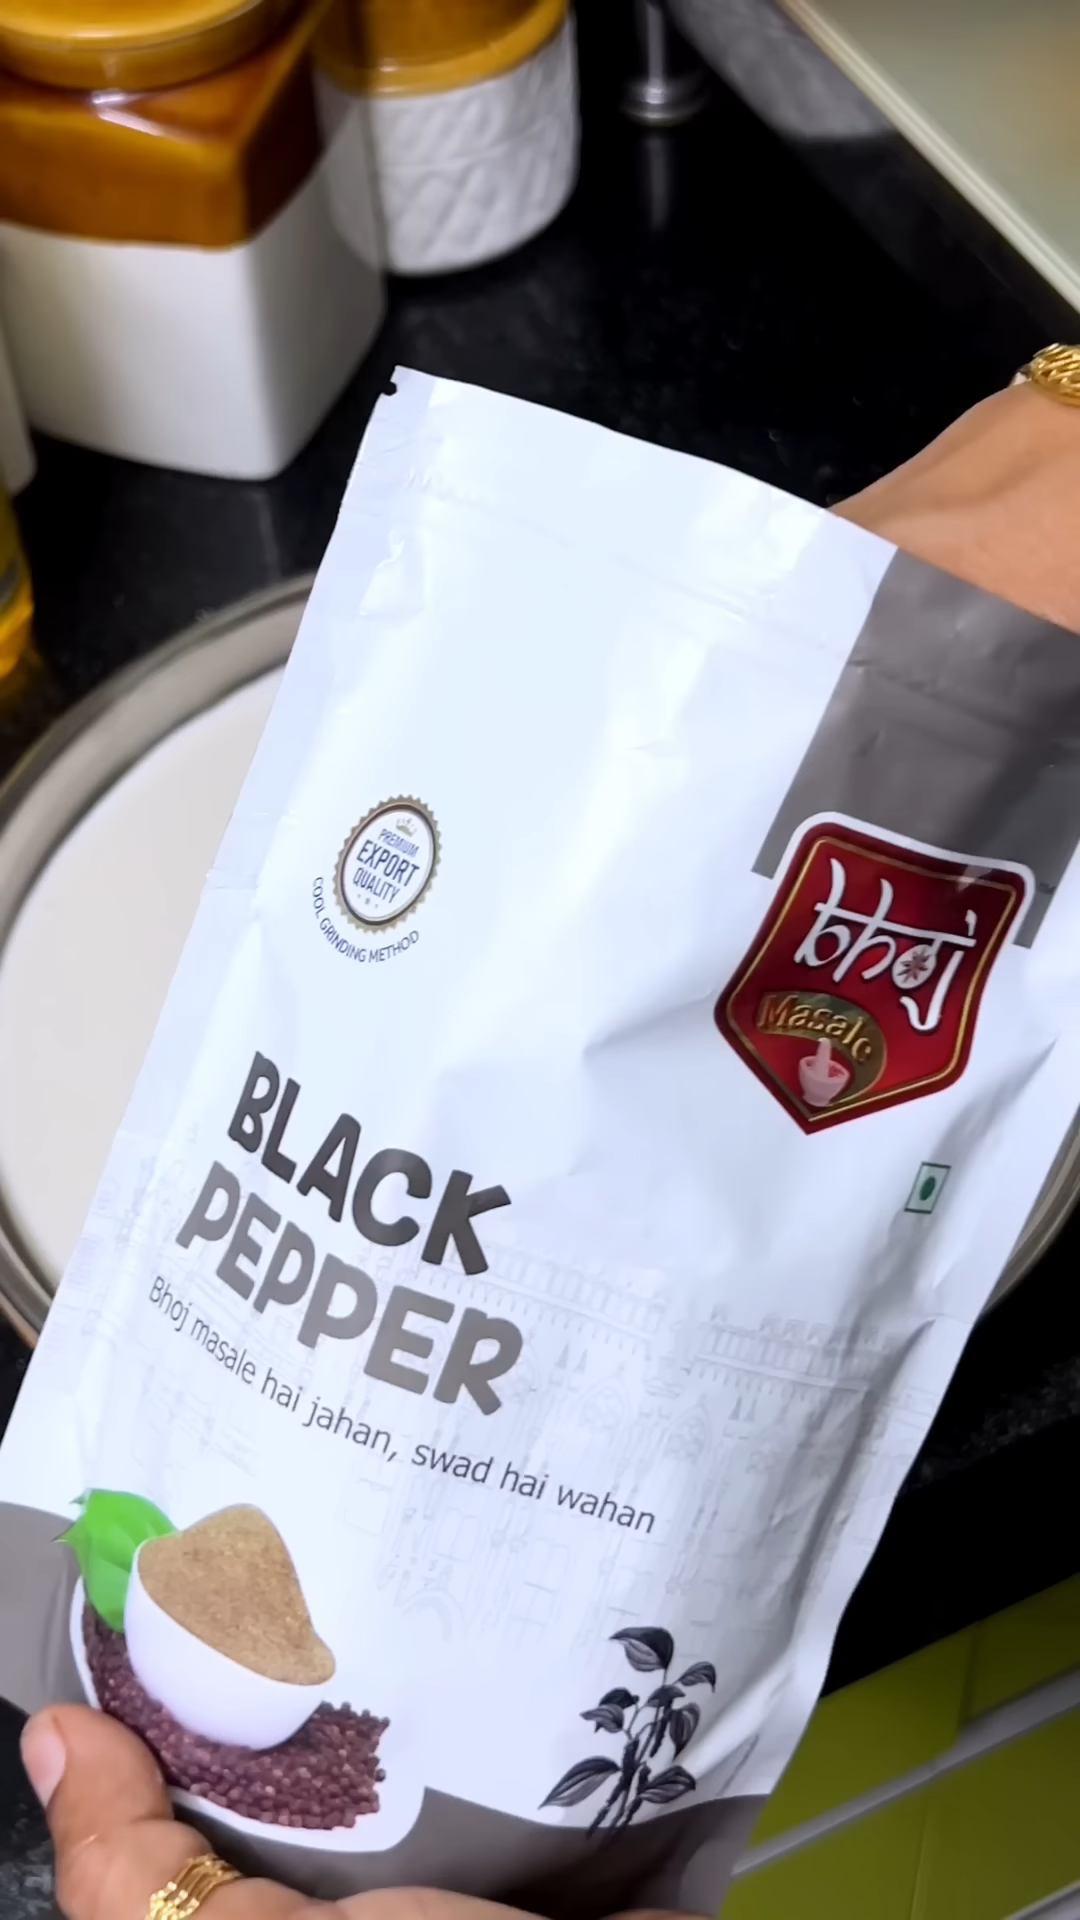 PREMIUM
EXPORT
QUALITY
COOL GRINDING METHOD
bhoj
Masale
BLACK
PEPPER
Bhoj masale hai jahan, swad hai wahan